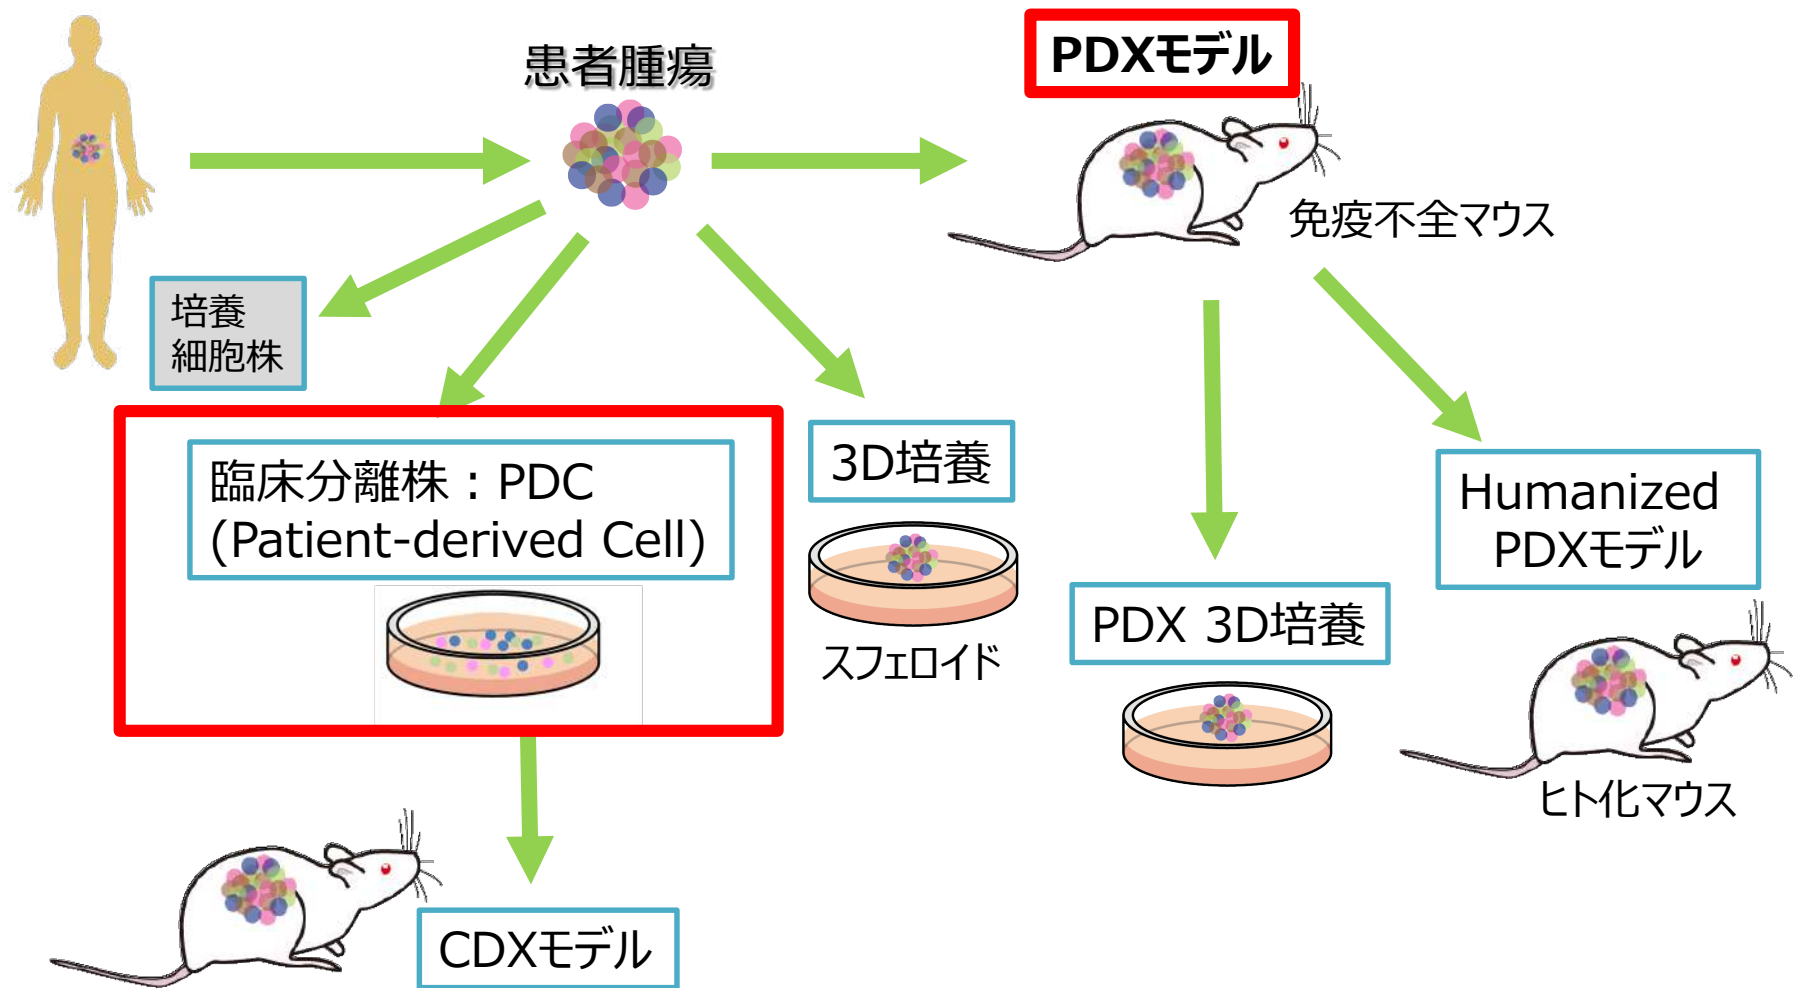 患者腫瘍
PDXモデル
免疫不全マウス
培養
細胞株
臨床分離株：PDC
(Patient-derived Cell)
3D培養
スフェロイド
PDX 3D培養
Humanized
PDXモデル
ヒト化マウス
CDXモデル